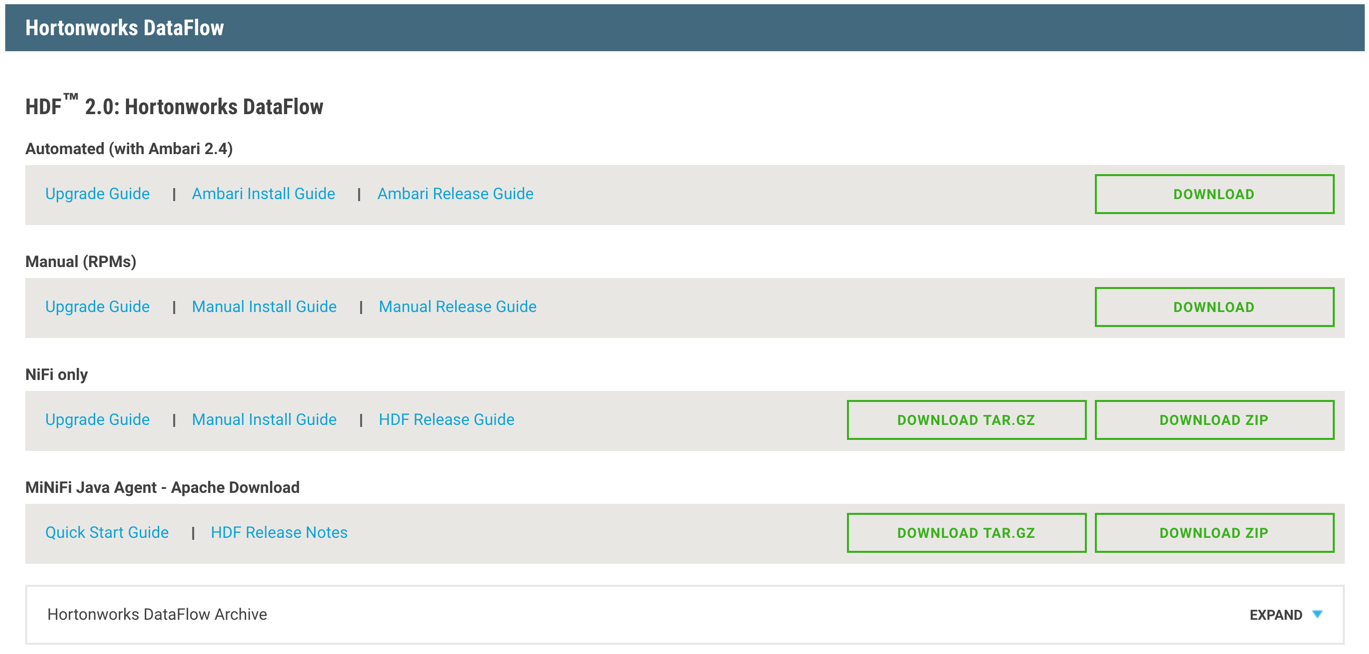 Hortonworks DataFlow
HDF™ 2.0: Hortonworks DataFlow
Automated (with Ambari 2.4)
Upgrade Guide | Ambari Install Guide | Ambari Release Guide DOWNLOAD
Manual (RPMs)
Upgrade Guide | Manual Install Guide | Manual Release Guide DOWNLOAD
NiFi only
Upgrade Guide | Manual Install Guide | HDF Release Guide DOWNLOAD TAR.GZ DOWNLOAD ZIP
MiNiFi Java Agent - Apache Download
Quick Start Guide | HDF Release Notes DOWNLOAD TAR.GZ DOWNLOAD ZIP
Hortonworks DataFlow Archive EXPAND